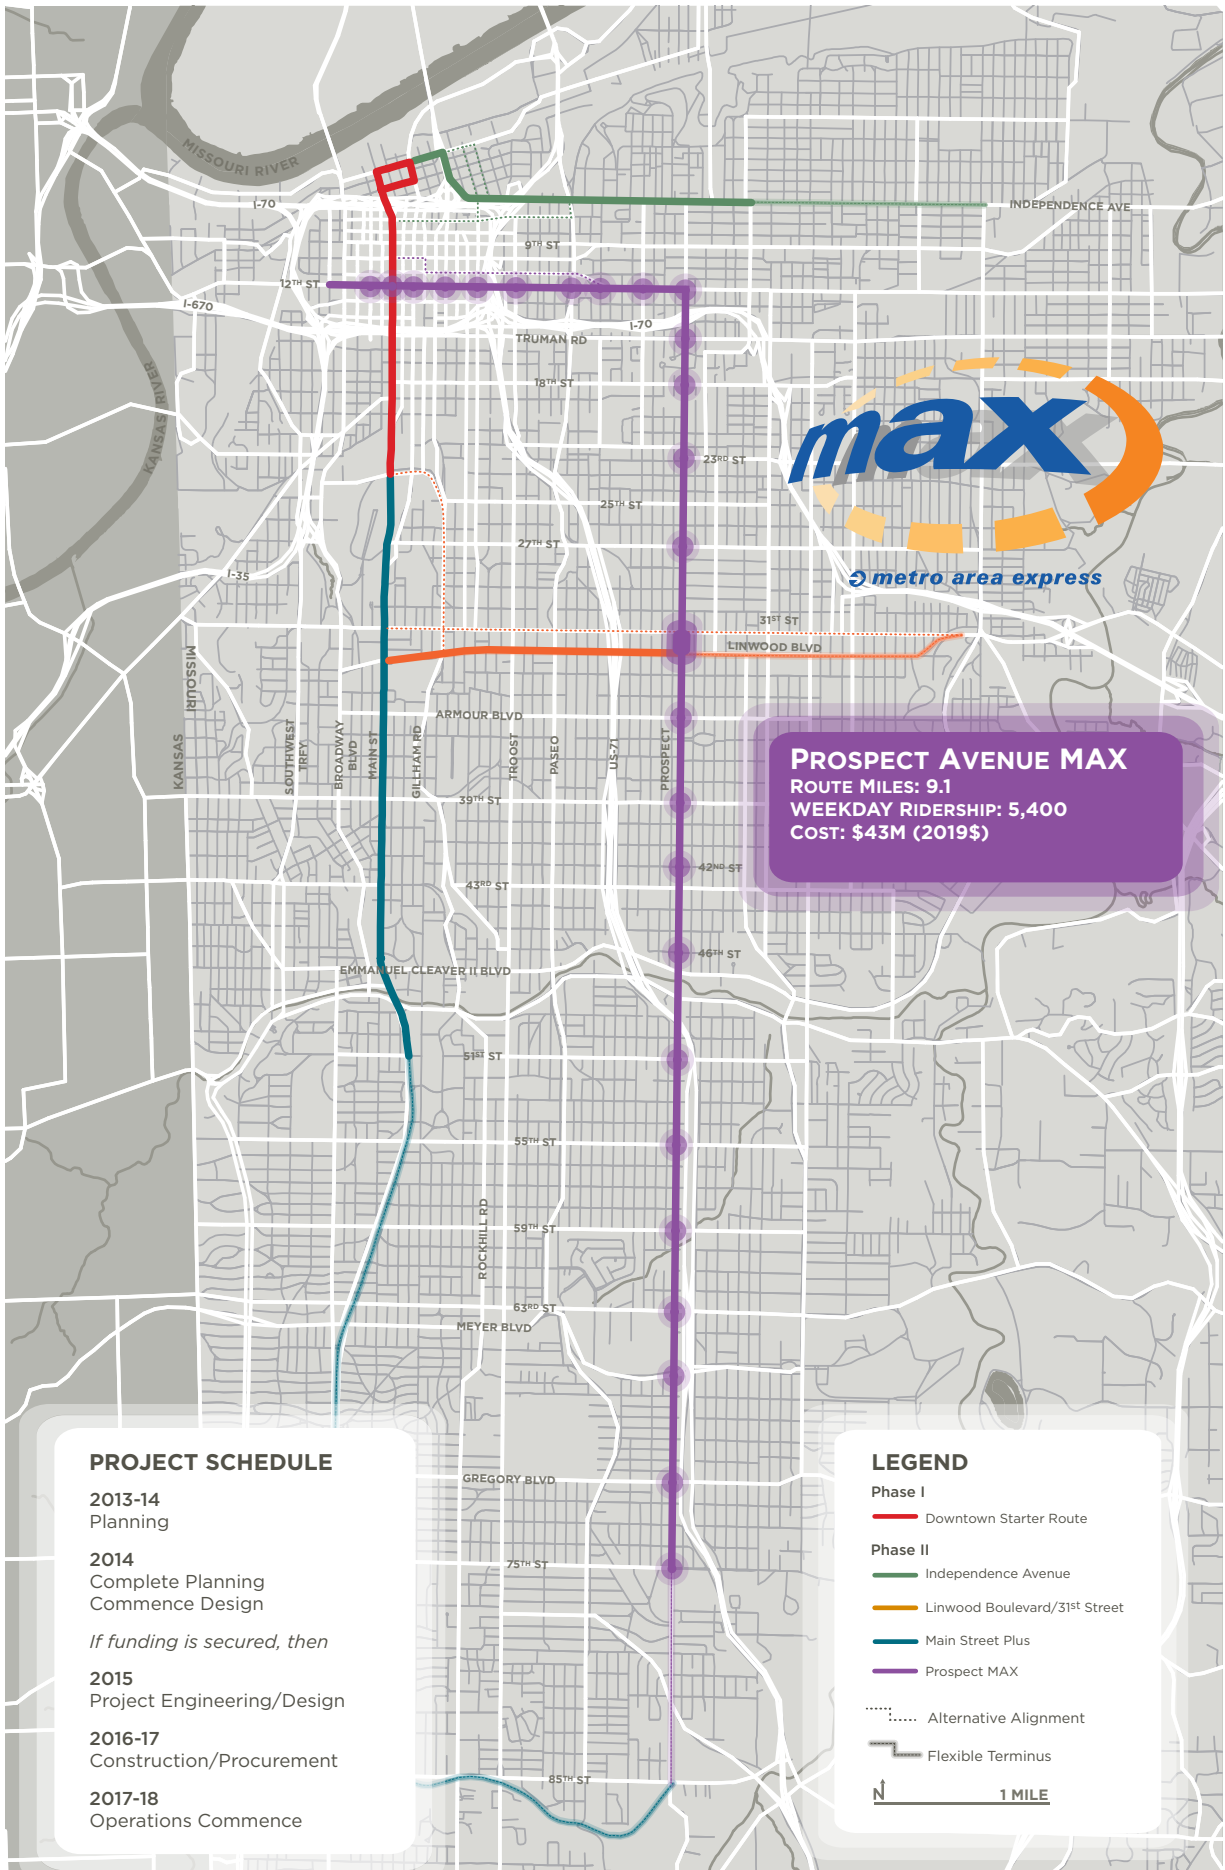 MISSOURI RIVER
I-70
INDEPENDENCE AVE
9TH ST
12TH ST
I-670
I-70
TRUMAN RD
18TH ST
KANSAS RIVER
max
23RD ST
25TH ST
27TH ST
I-35
metro area express
31ST ST
LINWOOD BLVD
MISSOURI
KANSAS
ARMOUR BLVD
SOUTHWEST
TRFY
BROADWAY
BLVD
MAIN ST
GILLHAM RD
TROOST
PASEO
US-71
PROSPECT
PROSPECT AVENUE MAX
ROUTE MILES: 9.1
WEEKDAY RIDERSHIP: 5,400
COST: $43M (2019$)
39TH ST
42ND ST
43RD ST
46TH ST
EMMANUEL CLEAVER II BLVD
51ST ST
55TH ST
ROCKHILL RD
59TH ST
63RD ST
MEYER BLVD
GREGORY BLVD
75TH ST
85TH ST
PROJECT SCHEDULE
2013-14
Planning
2014
Complete Planning
Commence Design
If funding is secured, then
2015
Project Engineering/Design
2016-17
Construction/Procurement
2017-18
Operations Commence
LEGEND
Phase I
Downtown Starter Route
Phase II
Independence Avenue
Linwood Boulevard/31st Street
Main Street Plus
Prospect MAX
Alternative Alignment
Flexible Terminus
N
1 MILE